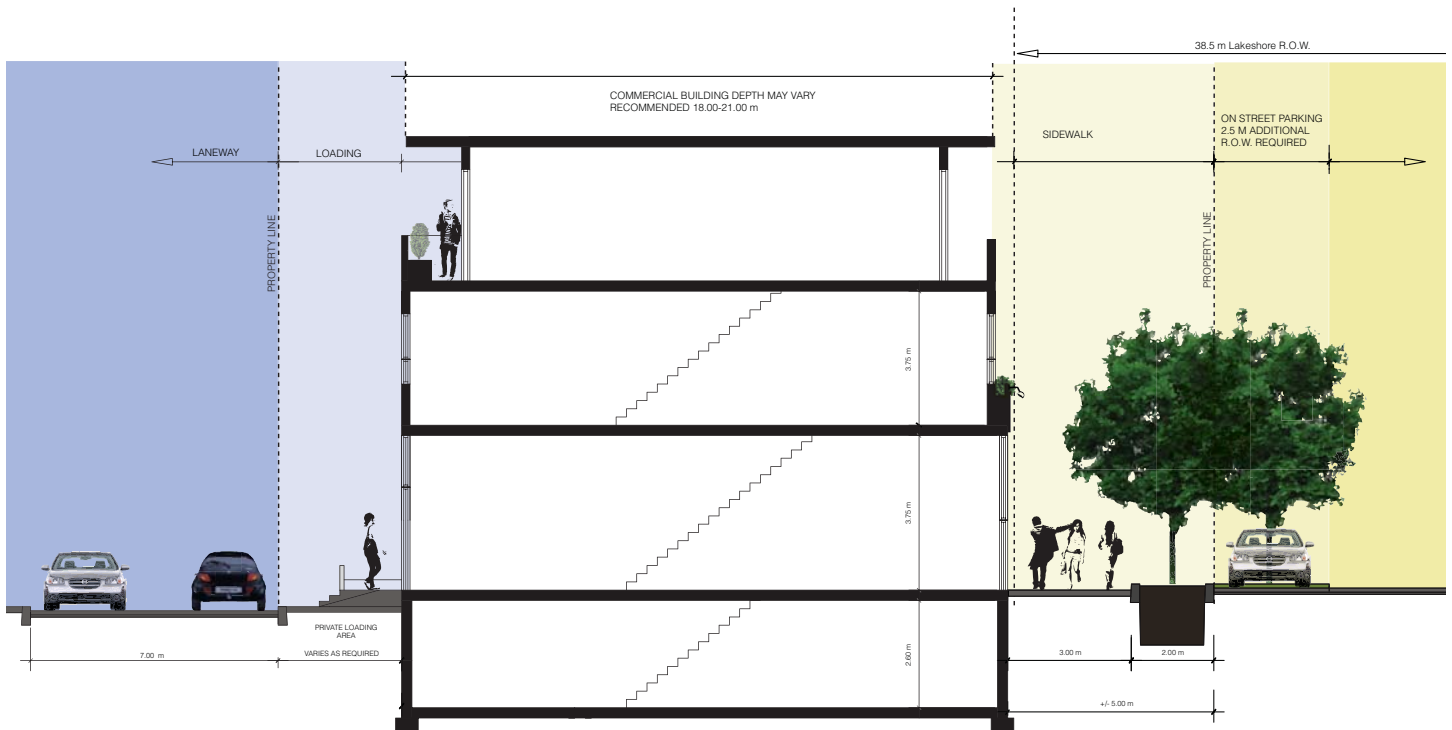 38.5 m Lakeshore R.O.W.
COMMERCIAL BUILDING DEPTH MAY VARY
RECOMMENDED 18.00-21.00 m
ON STREET PARKING
2.5 M ADDITIONAL
R.O.W. REQUIRED
SIDEWALK
LANEWAY
LOADING
PROPERTY LINE
PROPERTY LINE
3.75 m
3.75 m
2.60 m
PRIVATE LOADING
AREA
VARIES AS REQUIRED
7.00 m
3.00 m
2.00 m
+/- 5.00 m